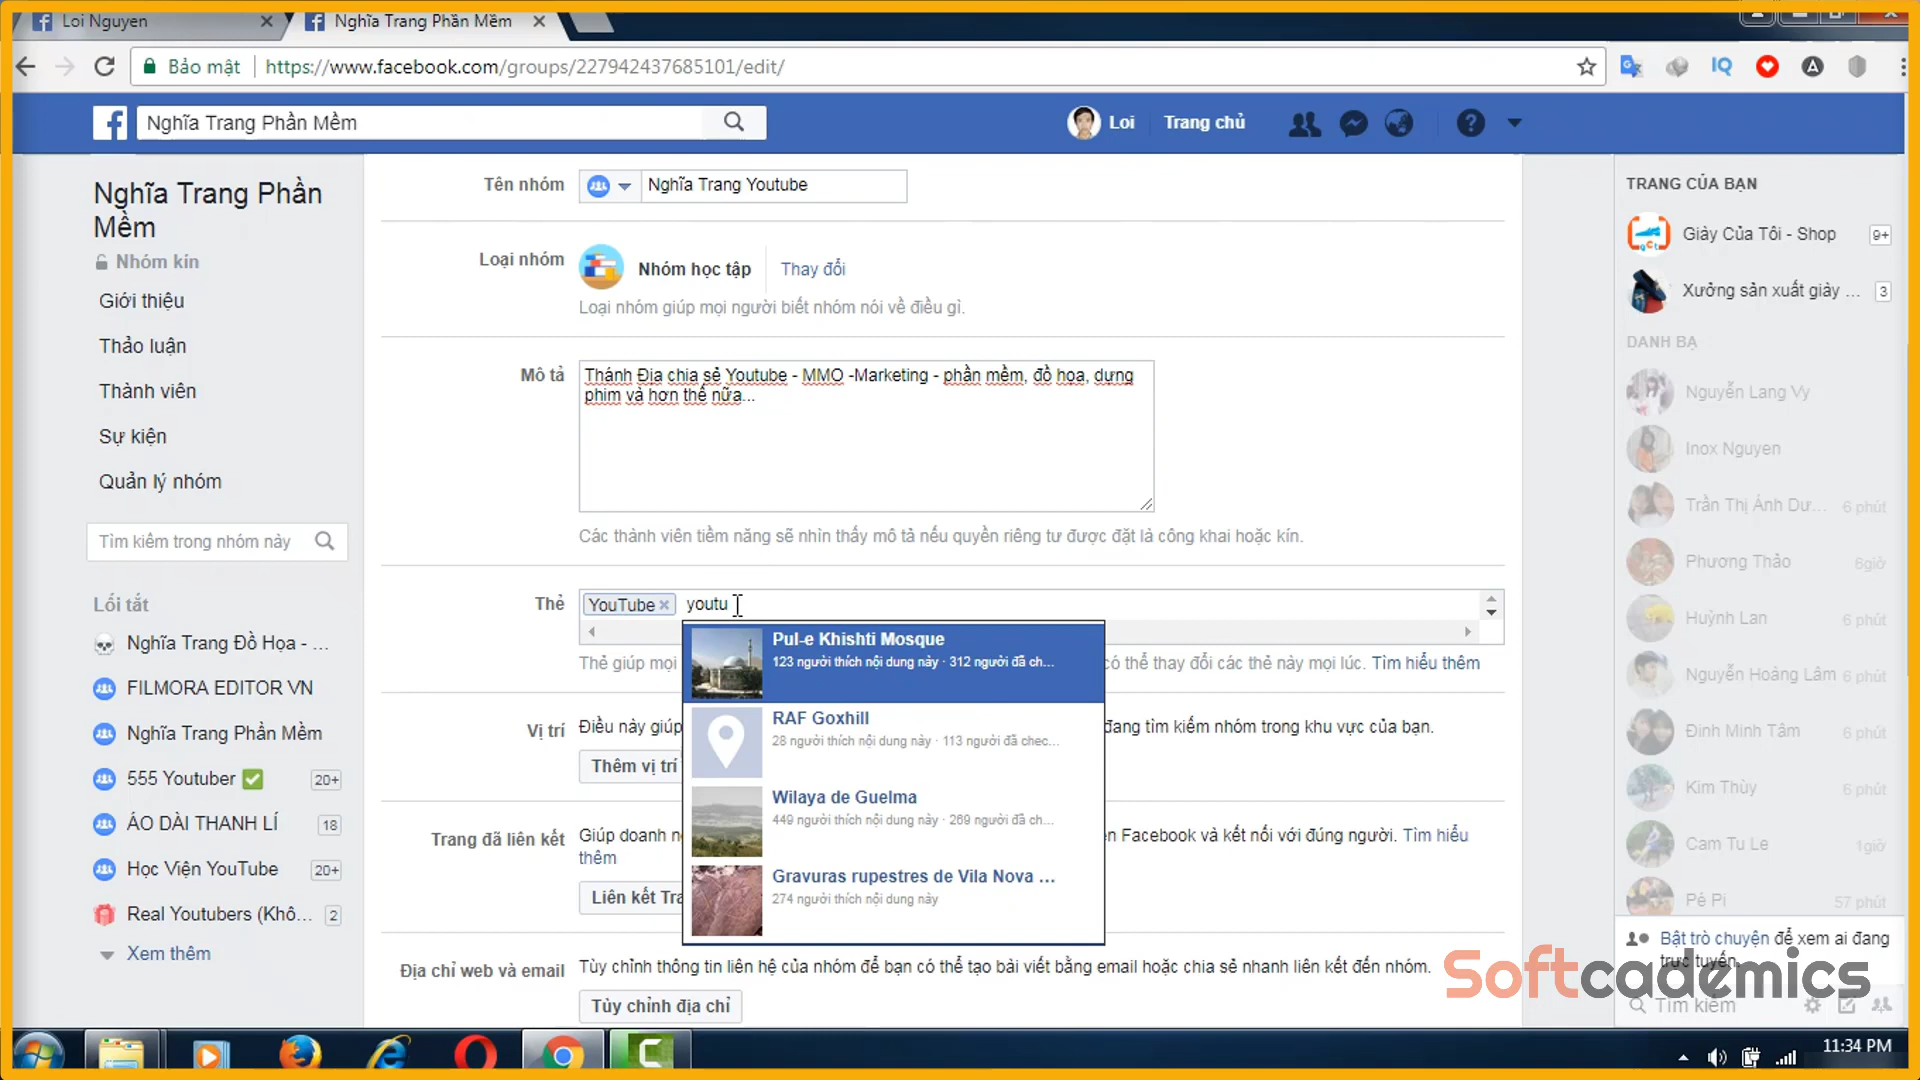 Loi Nguyen
Nghĩa Trang Phần Mềm
Bảo mật
https://www.facebook.com/groups/227942437685101/edit/
Nghĩa Trang Phần Mềm
Loi
Trang chủ
Nghĩa Trang Phần
Mềm
Nhóm kín
Giới thiệu
Thảo luận
Thành viên
Sự kiện
Quản lý nhóm
Tìm kiếm trong nhóm này
Lối tắt
Nghĩa Trang Đồ Họa - ...
FILMORA EDITOR VN
Nghĩa Trang Phần Mềm
555 Youtuber ✅ 20+
ÁO DÀI THANH LÍ 18
Học Viện YouTube 20+
Real Youtubers (Khô... 2
Xem thêm
Tên nhóm
Nghĩa Trang Youtube
Loại nhóm
Nhóm học tập
Thay đổi
Loại nhóm giúp mọi người biết nhóm nói về điều gì.
Mô tả
Thánh Địa chia sẻ Youtube - MMO -Marketing - phần mềm, đồ họa, dựng
phim và hơn thế nữa...
Các thành viên tiềm năng sẽ nhìn thấy mô tả nếu quyền riêng tư được đặt là công khai hoặc kín.
Thẻ
YouTube
youtu
Pul-e Khishti Mosque
123 người thích nội dung này · 312 người đã ch...
RAF Goxhill
28 người thích nội dung này · 113 người đã chec...
Wilaya de Guelma
449 người thích nội dung này · 269 người đã ch...
Gravuras rupestres de Vila Nova ...
274 người thích nội dung này
Thẻ giúp mọi
có thể thay đổi các thẻ này mọi lúc. Tìm hiểu thêm
Vị trí
Điều này giúp
đang tìm kiếm nhóm trong khu vực của bạn.
Thêm vị trí
Trang đã liên kết
Giúp doanh
Facebook và kết nối với đúng người. Tìm hiểu
thêm
Liên kết
Địa chỉ web và email
Tùy chỉnh thông tin liên hệ của nhóm để bạn có thể tạo bài viết bằng email hoặc chia sẻ nhanh liên kết đến nhóm.
Tùy chỉnh địa chỉ
TRANG CỦA BẠN
Giày Của Tôi - Shop 9+
Xưởng sản xuất giày ... 3
DANH BẠ
Nguyễn Lang Vy
Inox Nguyen
Trần Thị Ánh Dư... 6 phút
Phương Thảo 6giờ
Huỳnh Lan 6 phút
Nguyễn Hoàng Lâm 6 phút
Đinh Minh Tâm 6 phút
Kim Thùy 6 phút
Cam Tu Le 1giờ
Pé Pi 57 phút
Bật trò chuyện để xem ai đang
trực tuyến.
Softcademics
Tìm kiếm
11:34 PM